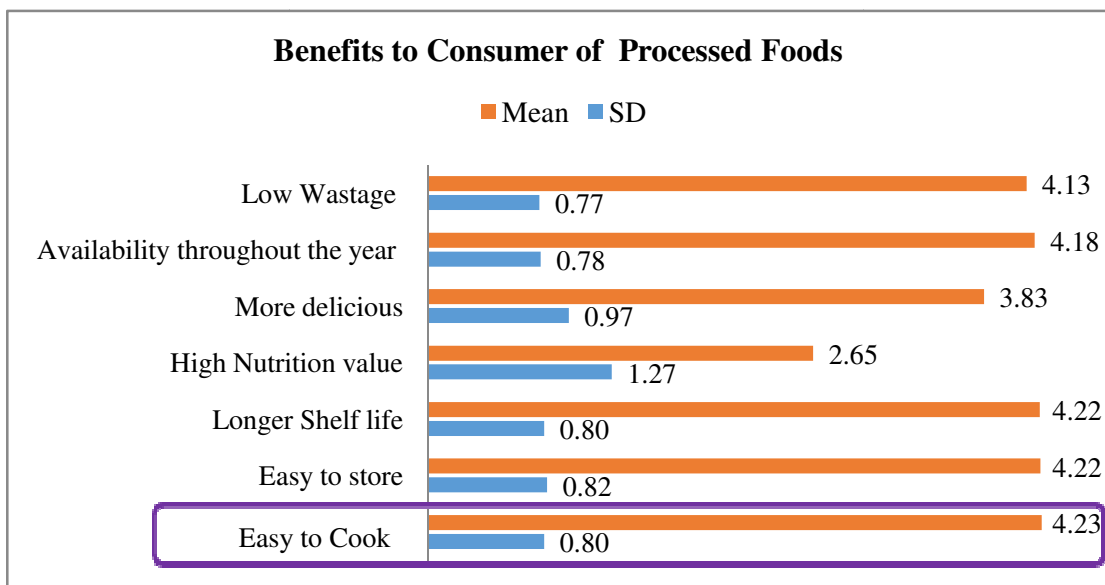 Benefits to Consumer of Processed Foods
Mean SD
Low Wastage 4.13
0.77
Availability throughout the year 4.18
0.78
More delicious 3.83
0.97
High Nutrition value 2.65
1.27
Longer Shelf life 4.22
0.80
Easy to store 4.22
0.82
Easy to Cook 4.23
0.80